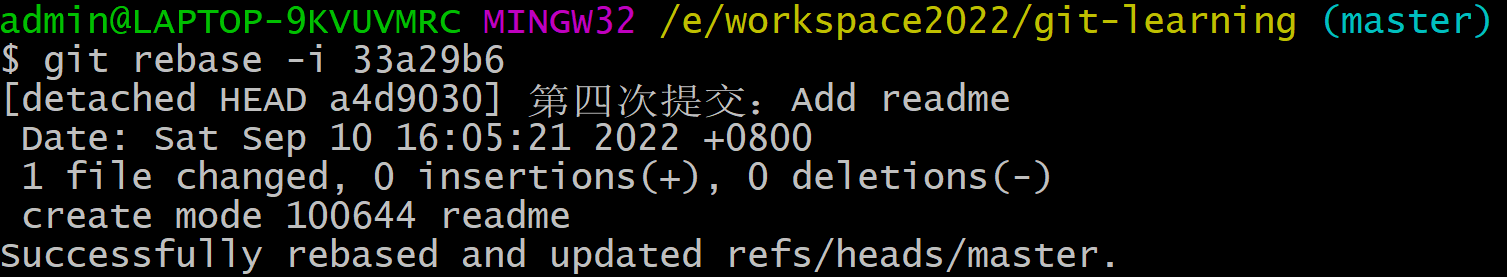 admin@LAPTOP-9KVUVMRC MINGW32 /e/workspace2022/git-learning (master)
$ git rebase -i 33a29b6
[detached HEAD a4d9030] 第四次提交：Add readme
 Date: Sat Sep 10 16:05:21 2022 +0800
 1 file changed, 0 insertions(+), 0 deletions(-)
 create mode 100644 readme
Successfully rebased and updated refs/heads/master.